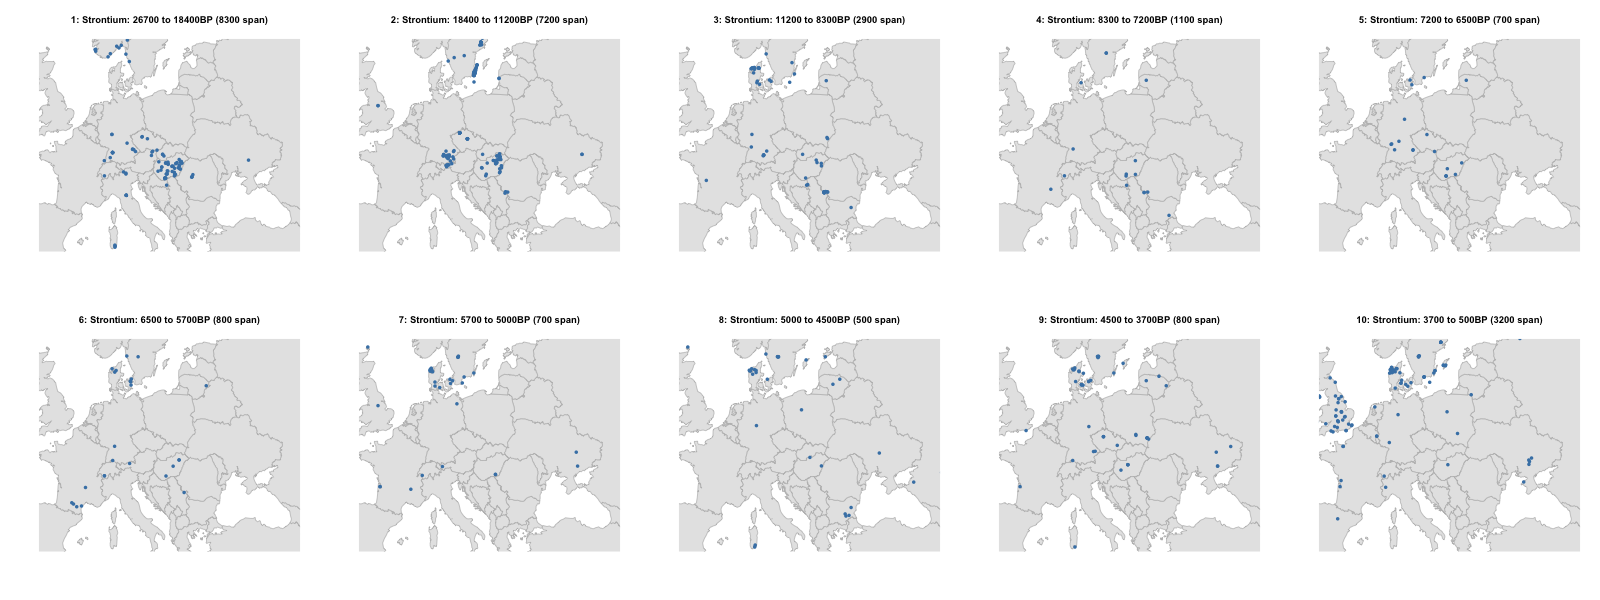 1: Strontium: 26700 to 18400BP (8300 span)
2: Strontium: 18400 to 11200BP (7200 span)
3: Strontium: 11200 to 8300BP (2900 span)
4: Strontium: 8300 to 7200BP (1100 span)
5: Strontium: 7200 to 6500BP (700 span)
6: Strontium: 6500 to 5700BP (800 span)
7: Strontium: 5700 to 5000BP (700 span)
8: Strontium: 5000 to 4500BP (500 span)
9: Strontium: 4500 to 3700BP (800 span)
10: Strontium: 3700 to 500BP (3200 span)